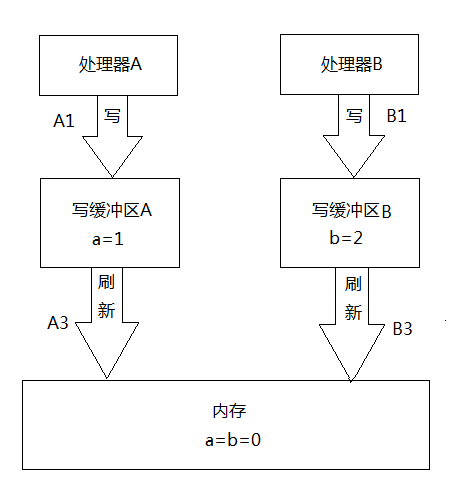 处理器A
处理器B
A1
写
写
B1
写缓冲区A
a=1
写缓冲区B
b=2
刷
新
刷
新
A3
B3
内存
a=b=0